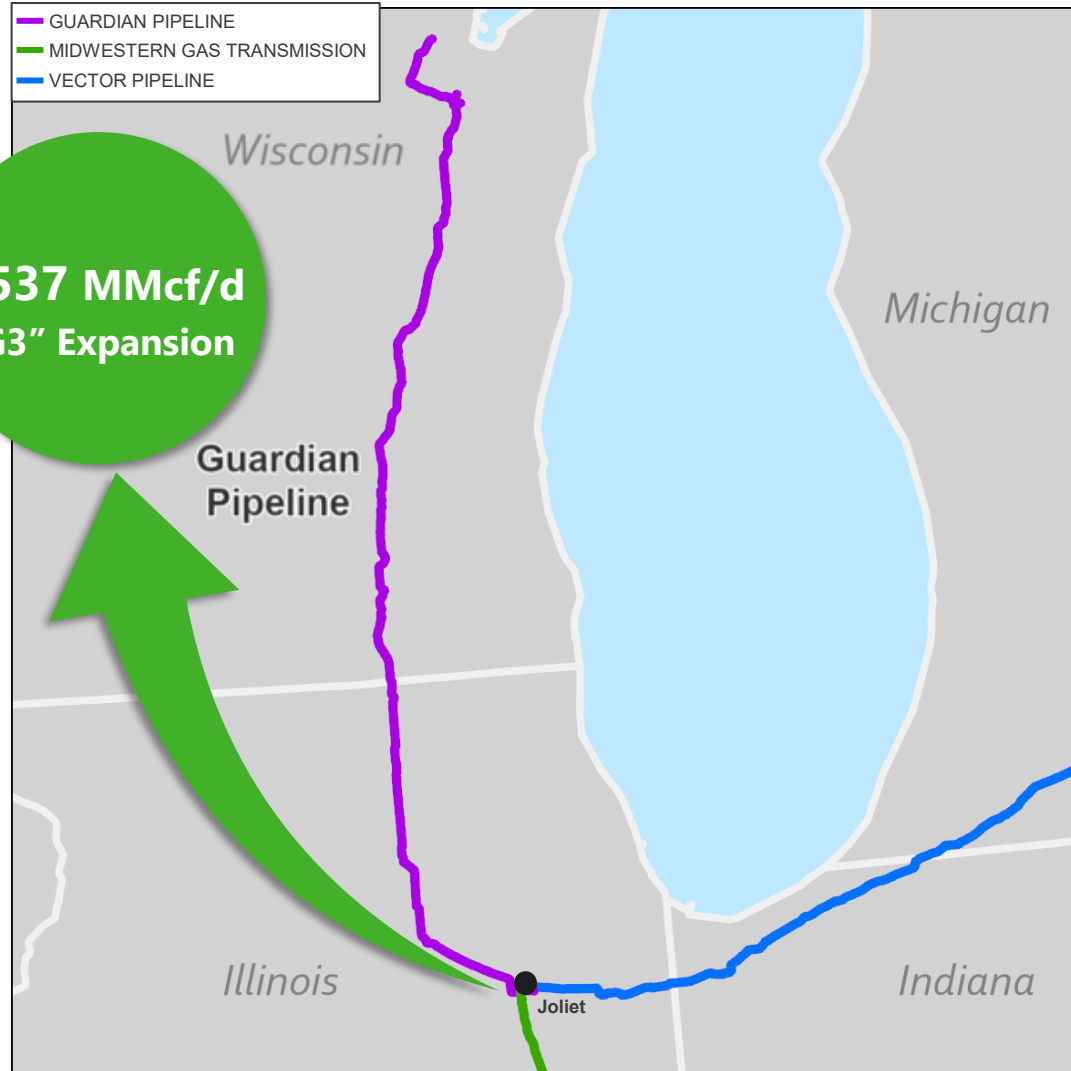 GUARDIAN PIPELINE
MIDWESTERN GAS TRANSMISSION
VECTOR PIPELINE
Wisconsin
537 MMcf/d
G3” Expansion
Michigan
Guardian
Pipeline
Illinois
Joliet
Indiana